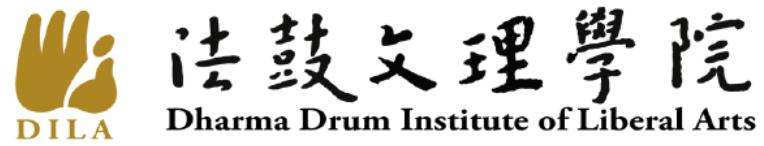 法鼓文理學院
DILA
Dharma Drum Institute of Liberal Arts